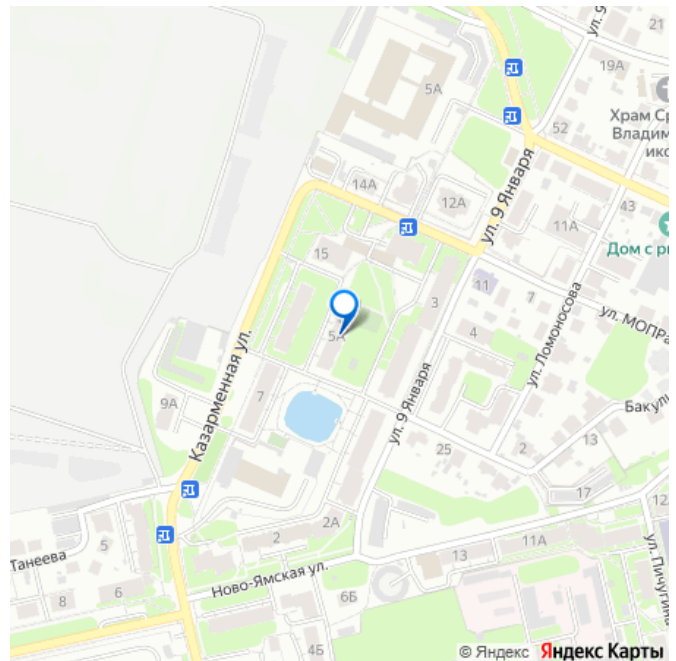 ул. 9
21
19А
5А
Храм Ср
Владим
ико
52
ул. 9 Января
14А
12А
43
11А
Дом с р
15
11
3
7
ул. МОПРа
5А
4
ул. Ломоносова
Казарменная ул.
7
9А
ул. 9 Января
Бакул
25
2
13
17
12
2А
2
Танеева
5
13
11А
ул. Пичугина
Ново-Ямская ул.
6
8
6Б
4Б
© Яндекс Яндекс Карты